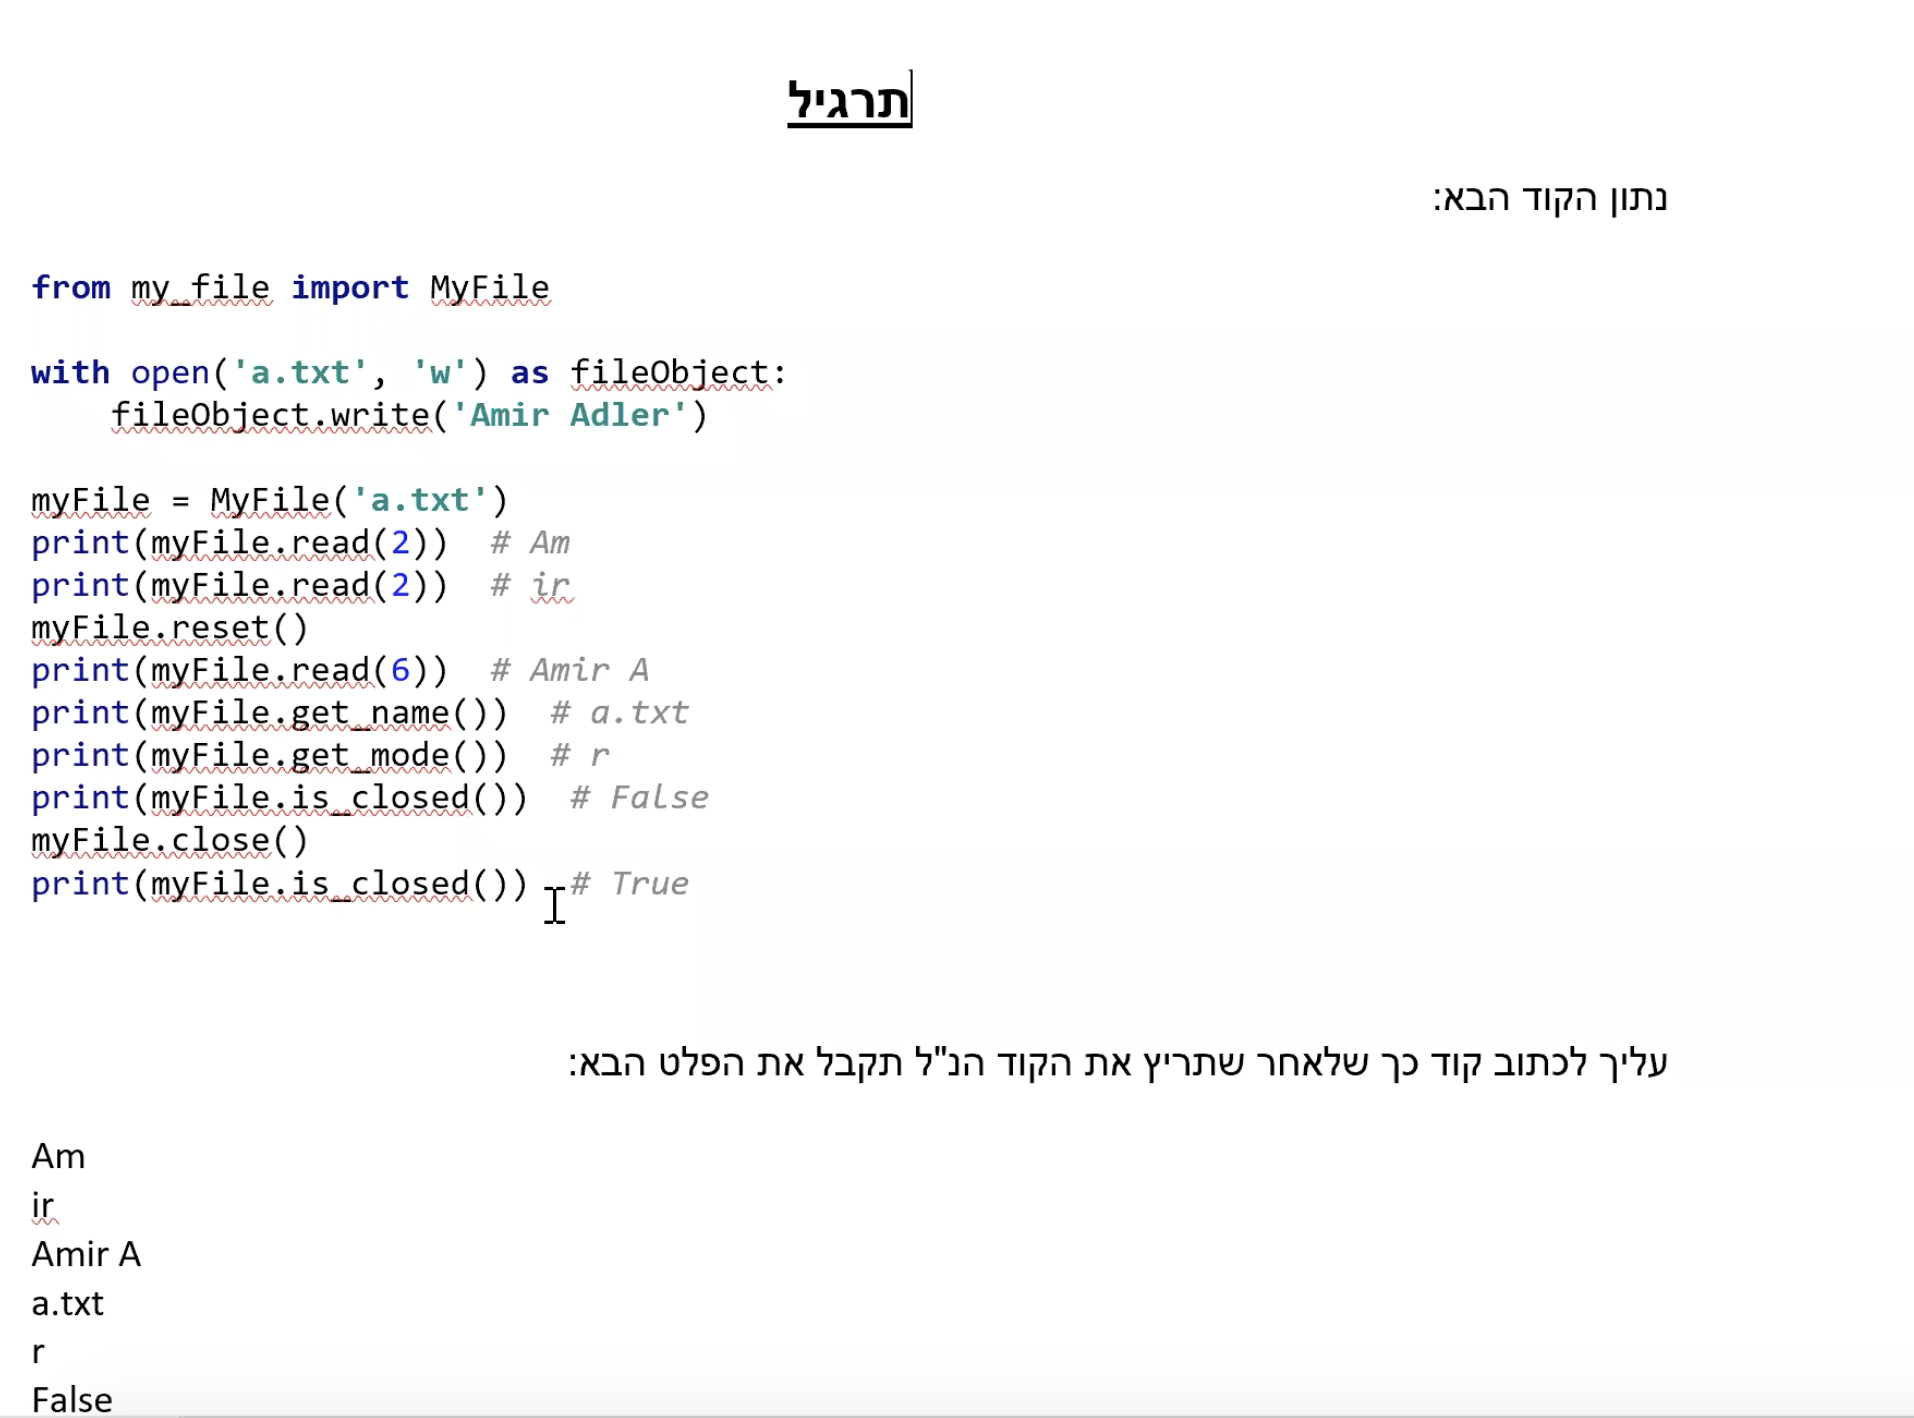 תרגיל
נתון הקוד הבא:
from my_file import MyFile
with open('a.txt', 'w') as fileObject:
    fileObject.write('Amir Adler')
myFile = MyFile('a.txt')
print(myFile.read(2))  # Am
print(myFile.read(2))  # ir
myFile.reset()
print(myFile.read(6))  # Amir A
print(myFile.get_name())  # a.txt
print(myFile.get_mode())  # r
print(myFile.is_closed())  # False
myFile.close()
print(myFile.is_closed())  # True
עליך לכתוב קוד כך שלאחר שתריץ את הקוד הנ"ל תקבל את הפלט הבא:
Am
ir
Amir A
a.txt
r
False